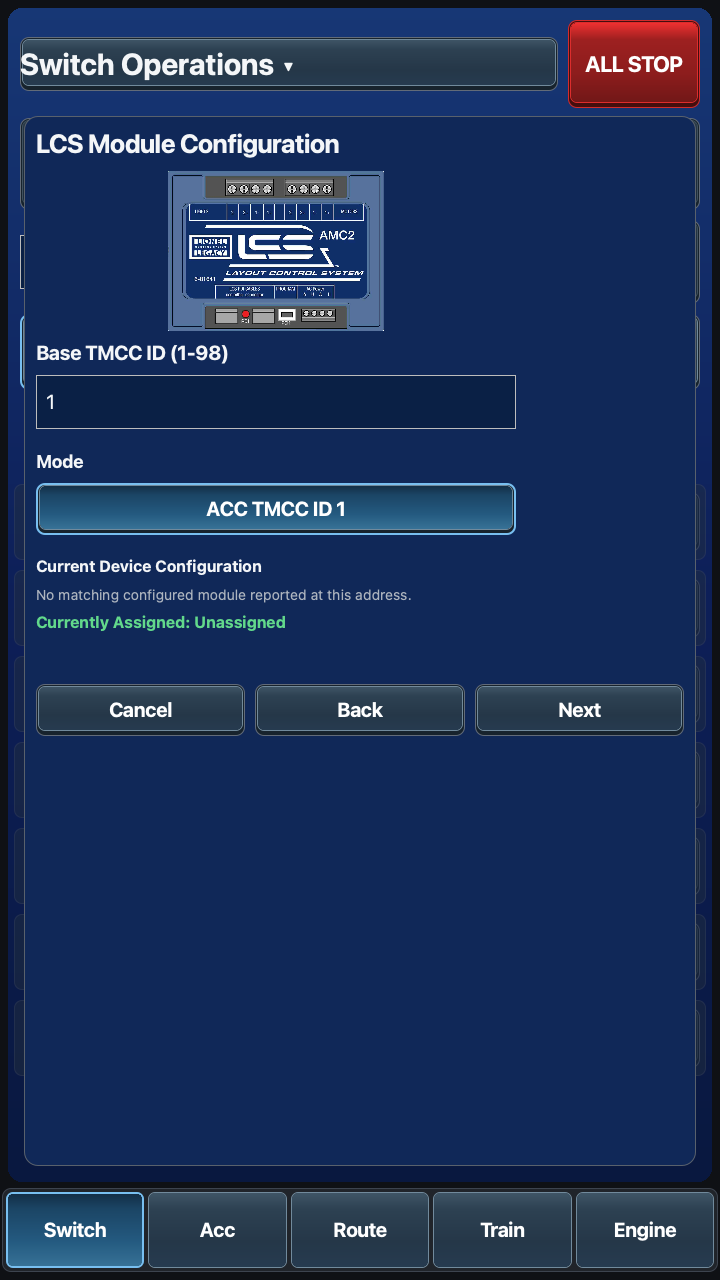 Switch Operations ▾
ALL STOP
LCS Module Configuration
AMC2
LIONEL
LEGACY
LCS
LAYOUT CONTROL SYSTEM
Base TMCC ID (1-98)
1
Mode
ACC TMCC ID 1
Current Device Configuration
No matching configured module reported at this address.
Currently Assigned: Unassigned
Cancel
Back
Next
Switch
Acc
Route
Train
Engine